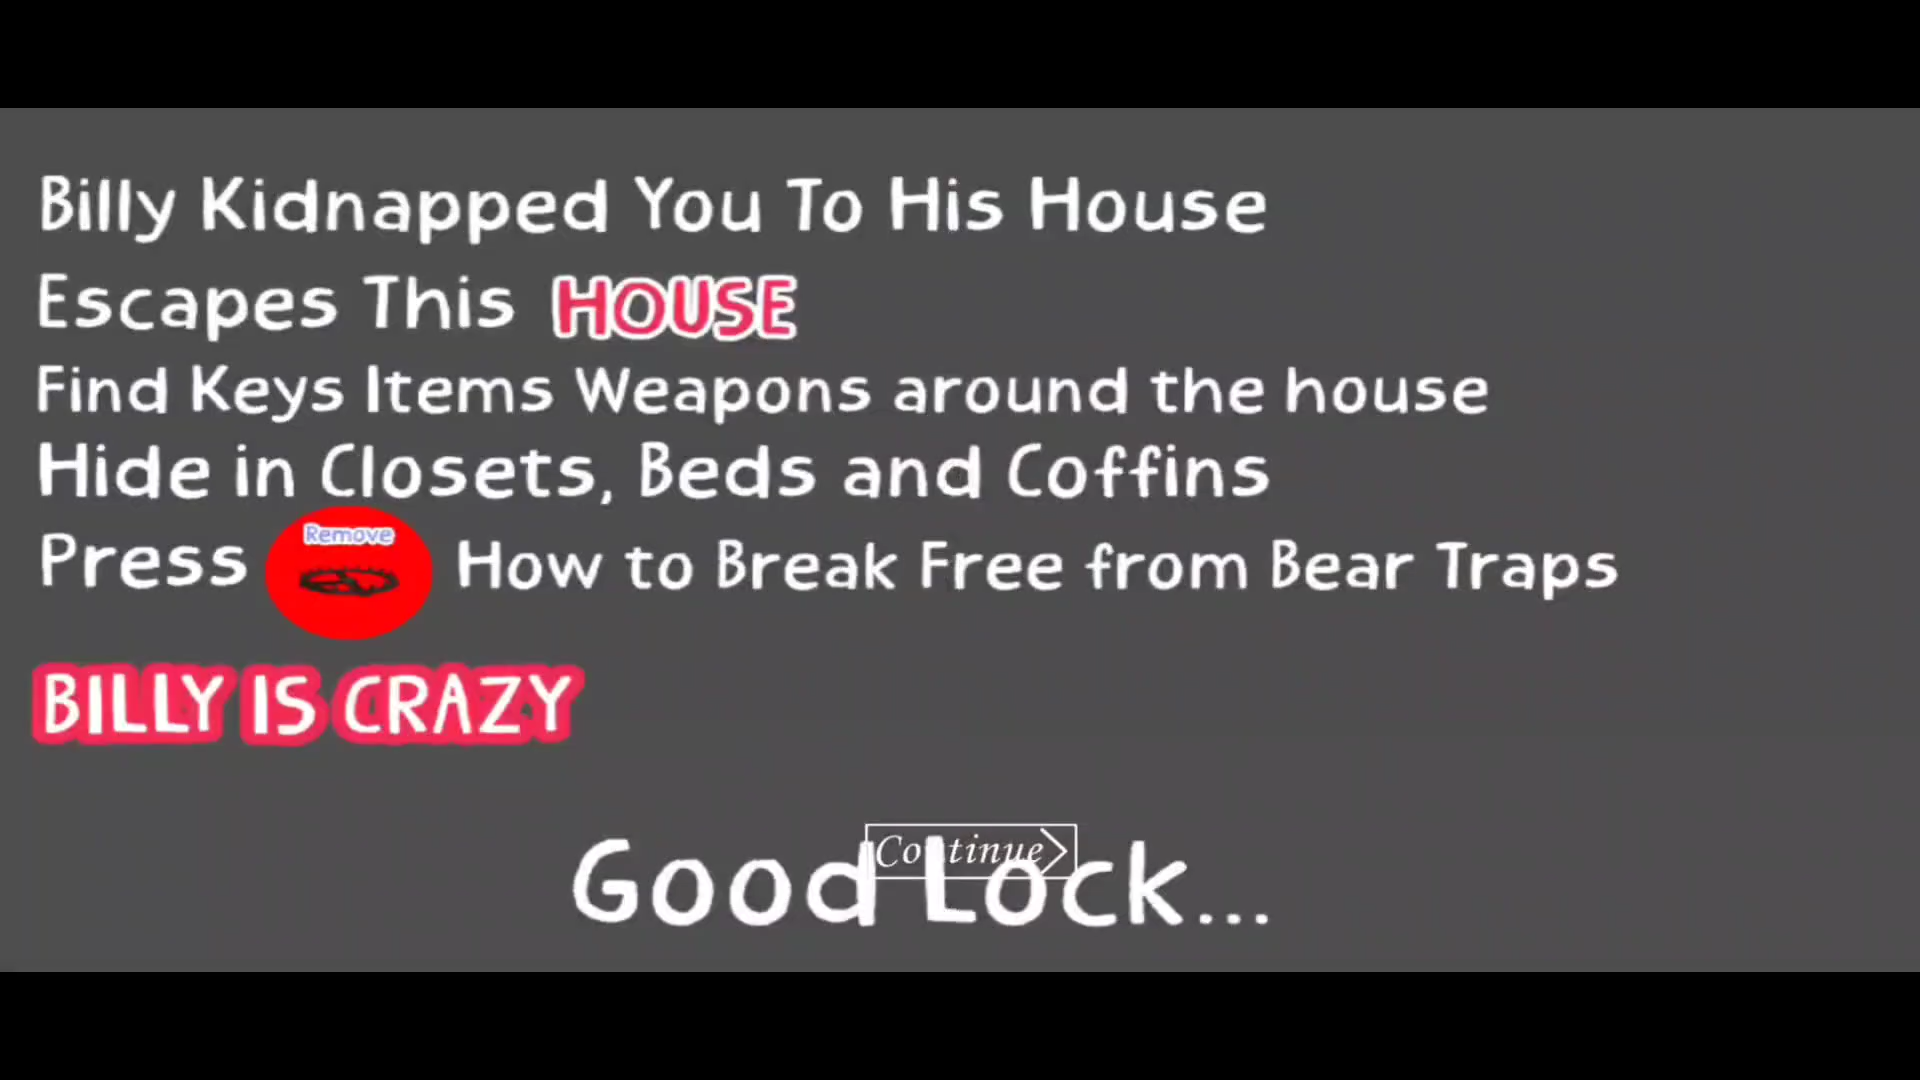 Billy Kidnapped You To His House
Escapes This HOUSE
Find Keys Items Weapons around the house
Hide in Closets, Beds and Coffins
Press Remove How to Break Free from Bear Traps
BILLY IS CRAZY
Continue
Good Lock...